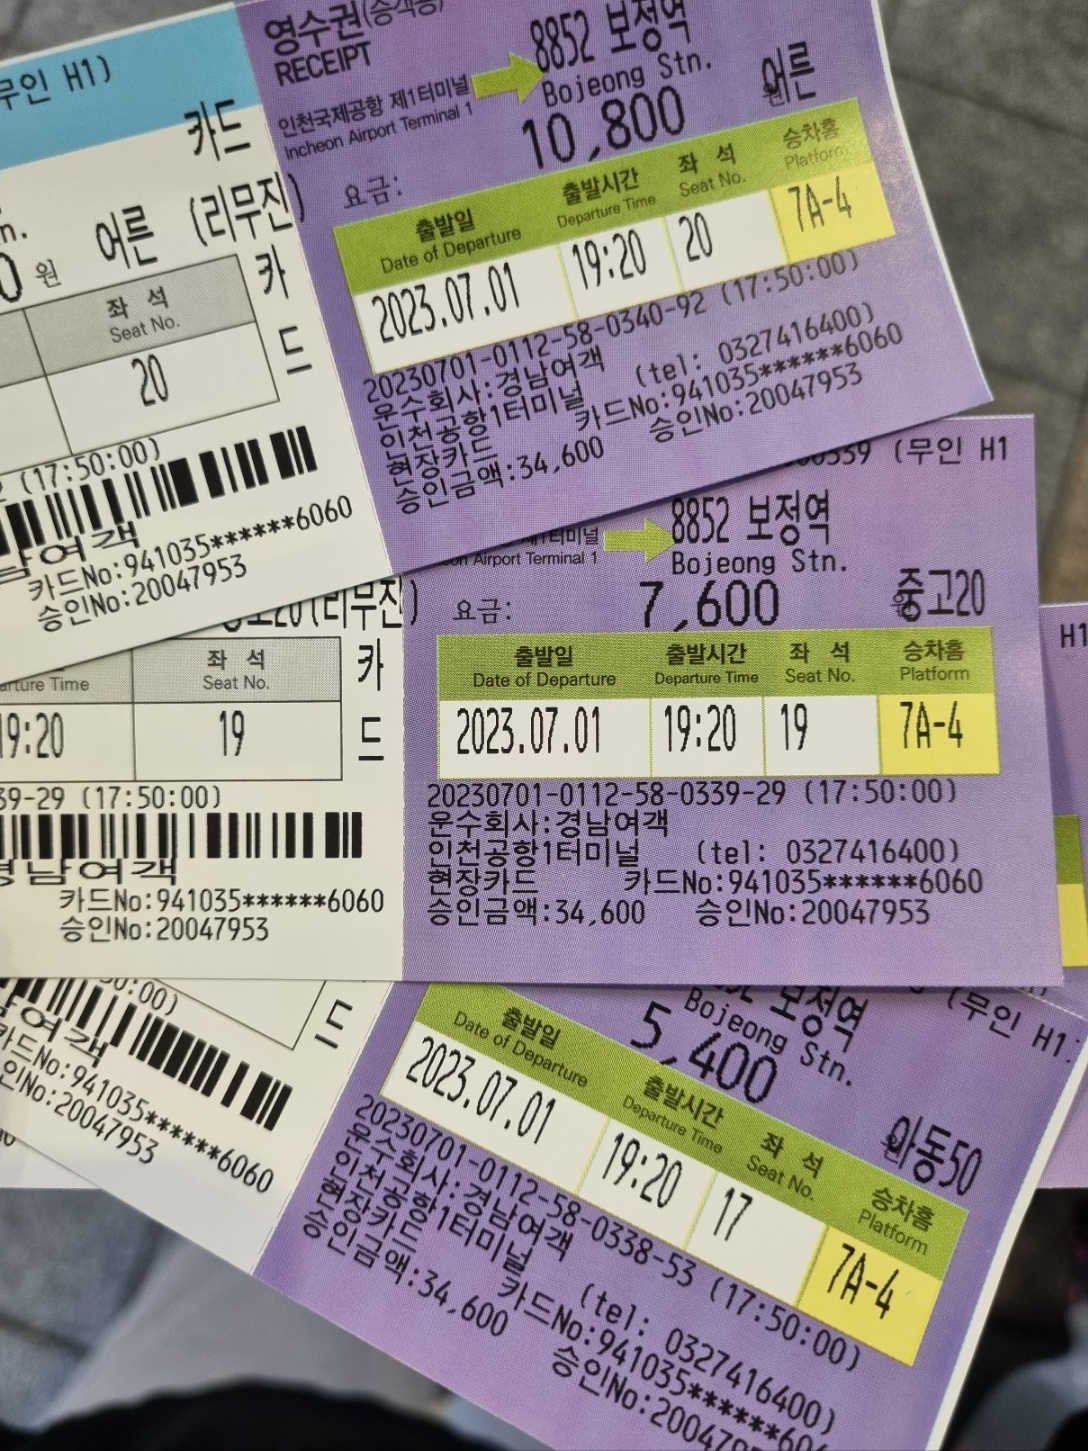 무인 H1)
카드
어른 (리무진)
원
카
드
좌 석
Seat No.
20
(17:50:00)
카드No:941035******6060
승인No:20047953
영수권(승객용)
RECEIPT
인천국제공항 제1터미널
Incheon Airport Terminal 1
8852 보정역
Bojeong Stn.
요금: 10,800 어른
출발일 출발시간 좌 석 승차홈
Date of Departure Departure Time Seat No. Platform
2023.07.01 19:20 20 7A-4
20230701-0112-58-0340-92 (17:50:00)
운수회사:경남여객
인천공항1터미널 (tel: 0327416400)
현장카드 카드No:941035******6060
승인금액:34,600 승인No:20047953
(리무진)
카
드
좌 석
Time Seat No.
19:20 19
39-29 (17:50:00)
경남여객
카드No:941035******6060
승인No:20047953
(무인 H1
Airport Terminal 1
8852 보정역
Bojeong Stn.
요금: 7,600 중고20
출발일 출발시간 좌 석 승차홈
Date of Departure Departure Time Seat No. Platform
2023.07.01 19:20 19 7A-4
20230701-0112-58-0339-29 (17:50:00)
운수회사:경남여객
인천공항1터미널 (tel: 0327416400)
현장카드 카드No:941035******6060
승인금액:34,600 승인No:20047953
H1
드
카드No:941035******6060
승인No:20047953
(무인 H1
보정역
Bojeong Stn.
5,400 아동50
출발일 출발시간 좌 석 승차홈
Date of Departure Departure Time Seat No. Platform
2023.07.01 19:20 17 7A-4
20230701-0112-58-0338-53 (17:50:00)
운수회사:경남여객
인천공항1터미널 (tel: 0327416400)
현장카드 카드No:941035******60
승인금액:34,600 승인No:2004795